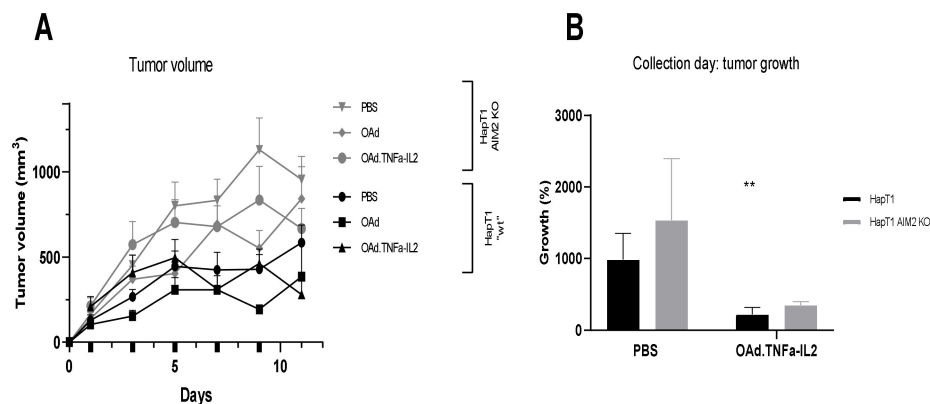 A
Tumor volume
Tumor volume (mm3)
1000
500
0
0
5
10
Days
PBS
OAd
OAd.TNFa-IL2
PBS
OAd
OAd.TNFa-IL2
HapT1
AIM2 KO
HapT1
"wt"
B
Collection day: tumor growth
Growth (%)
3000
2000
1000
0
**
PBS
OAd.TNFa-IL2
HapT1
HapT1 AIM2 KO